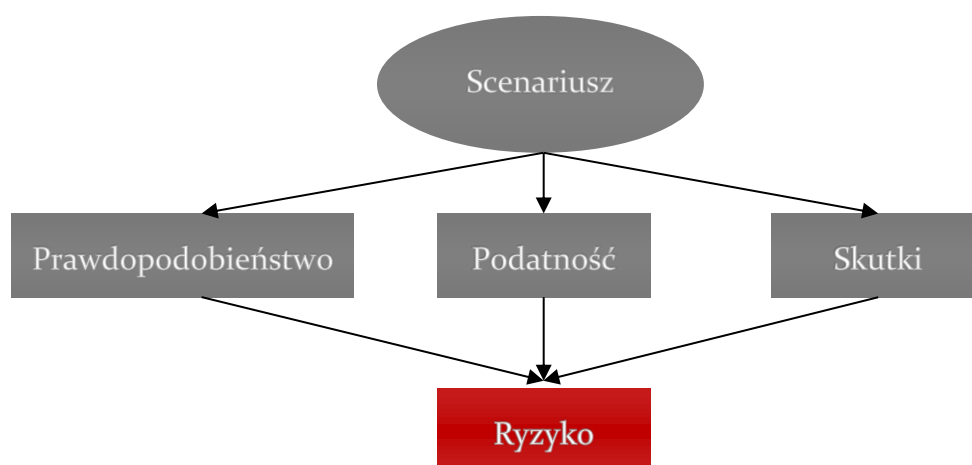 Scenariusz
Prawdopodobieństwo
Podatność
Skutki
Ryzyko